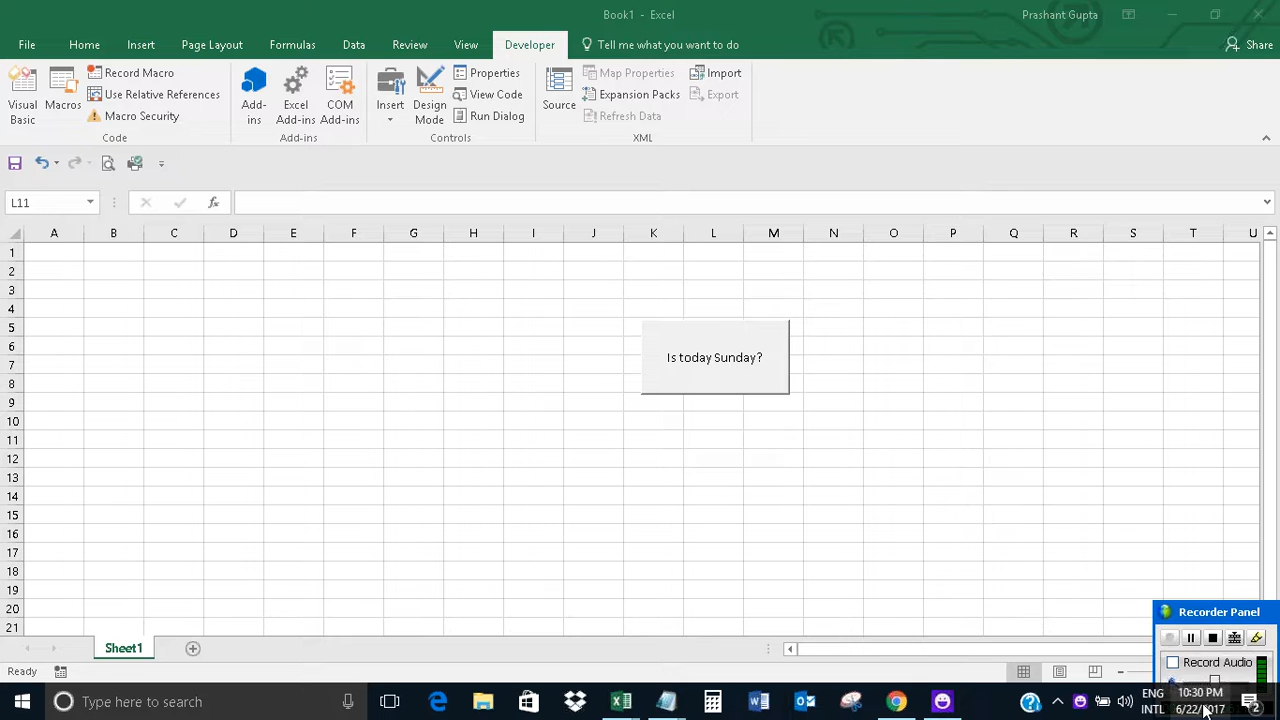 Book1 - Excel
Prashant Gupta
File Home Insert Page Layout Formulas Data Review View Developer Tell me what you want to do Share
Visual Basic
Macros
Record Macro
Use Relative References
Macro Security
Code
Add-ins
Excel Add-ins
COM Add-ins
Add-ins
Insert
Design Mode
Properties
View Code
Run Dialog
Controls
Source
Map Properties
Expansion Packs
Refresh Data
Import
Export
XML
L11
fx
A B C D E F G H I J K L M N O P Q R S T U
1
2
3
4
5
6
7
8
9
10
11
12
13
14
15
16
17
18
19
20
21
Is today Sunday?
Sheet1
Ready
Recorder Panel
Record Audio
Type here to search
ENG
INTL
10:30 PM
6/22/2017
2